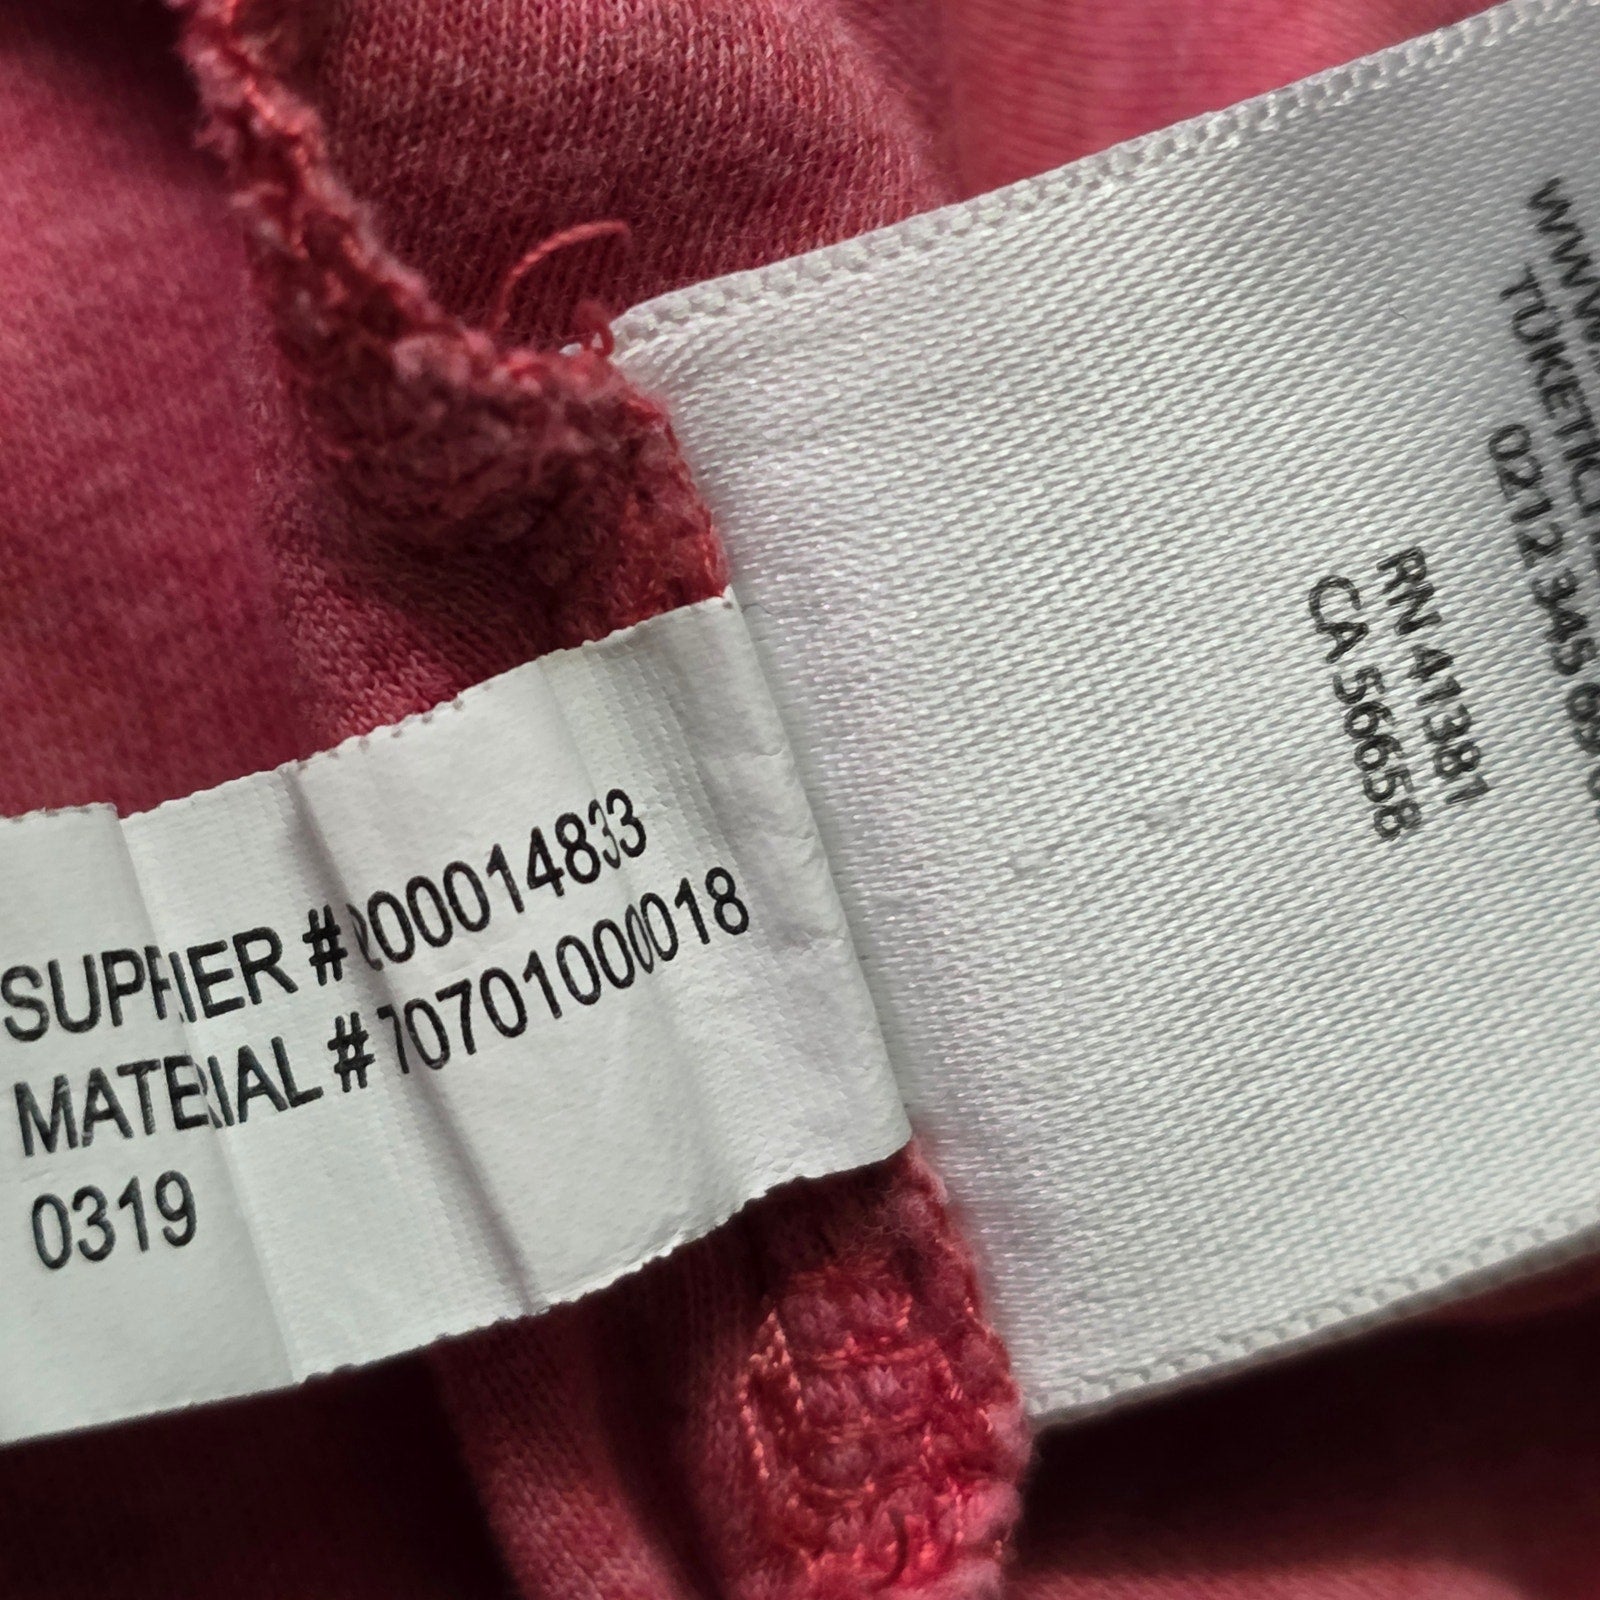 SUPPLIER #200014833
MATERIAL #70701000018
0319
RN 41381
CA 56658
TUKETICI
0212 345